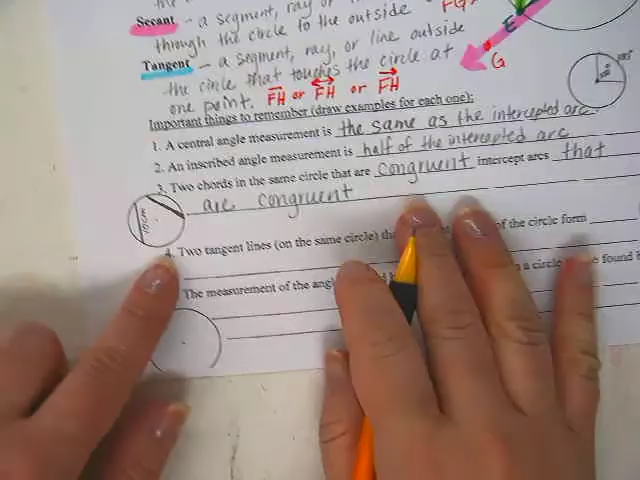 Secant - a segment, ray or
through the circle to the outside
Tangent - a segment, ray, or line outside
the circle that touches the circle at
one point. FH or FH or FH
E
G
Important things to remember (draw examples for each one):
1. A central angle measurement is the same as the intercepted arc.
2. An inscribed angle measurement is half of the intercepted arc
3. Two chords in the same circle that are congruent intercept arcs that
are congruent
4. Two tangent lines (on the same circle) of the circle form
The measurement of the a circle found